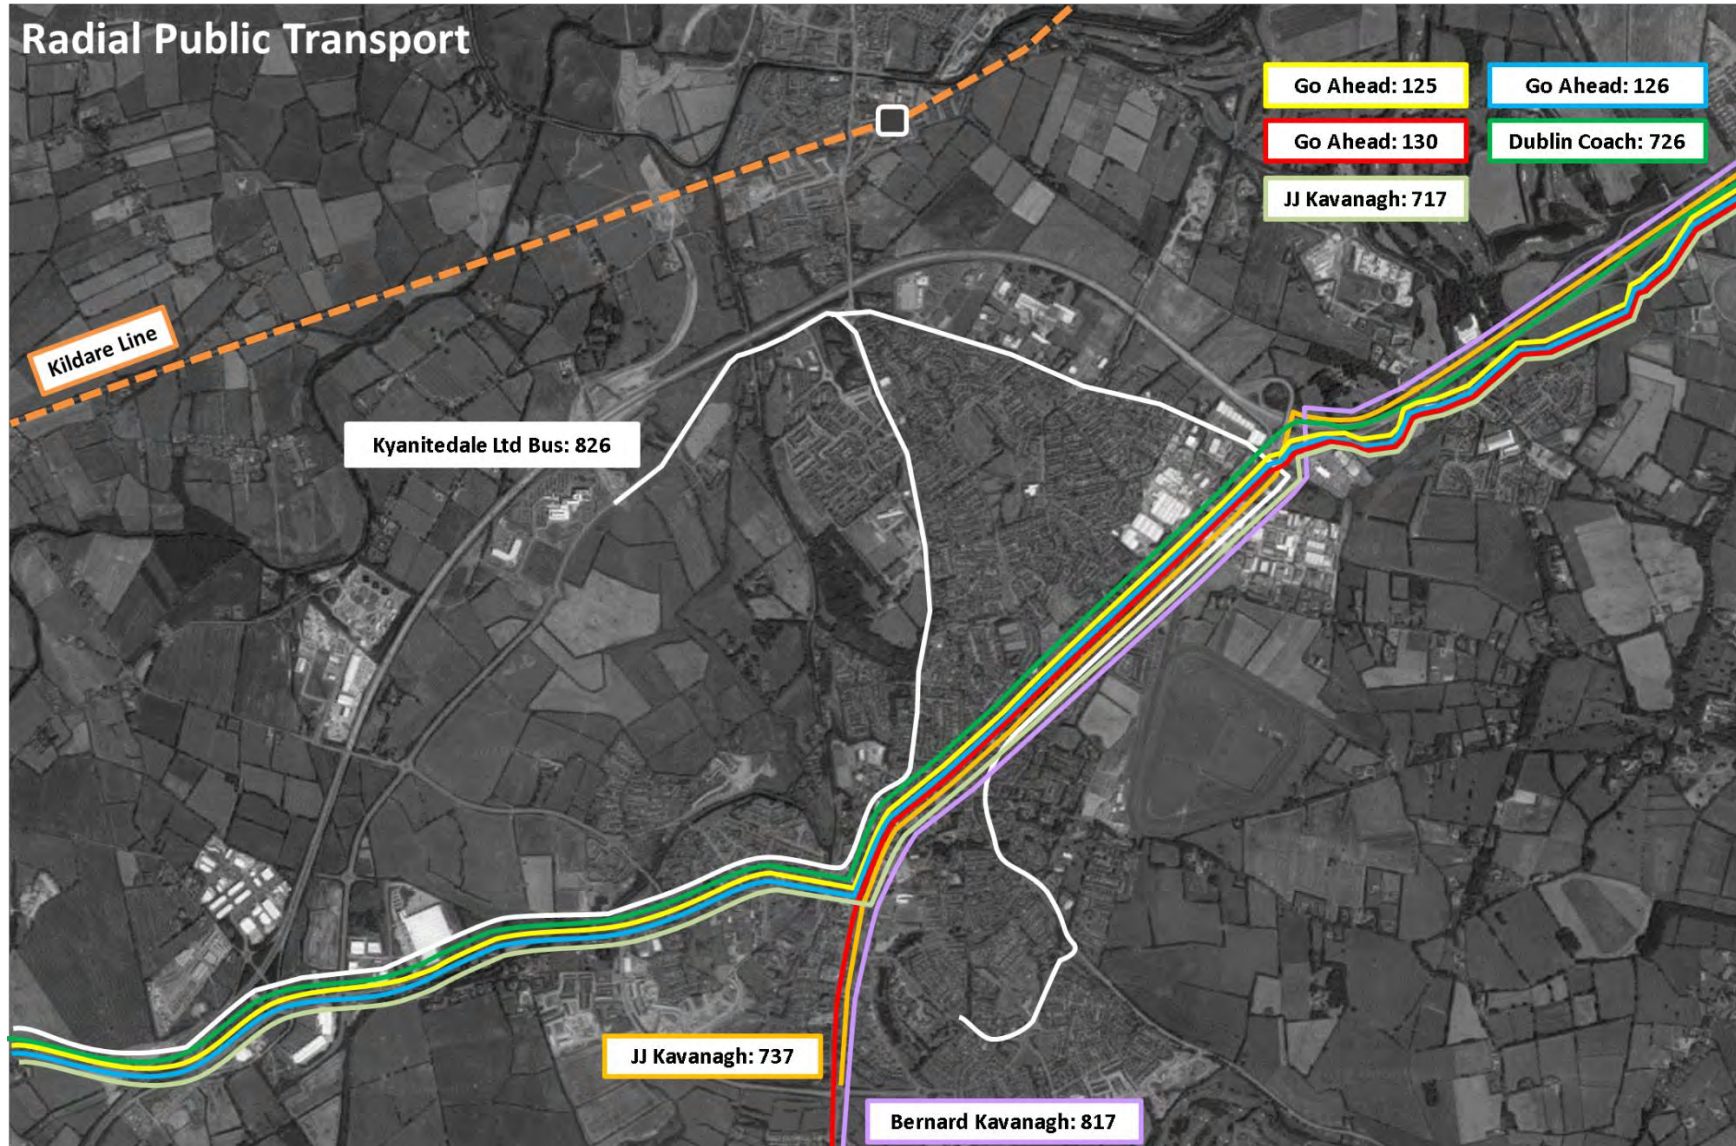 Radial Public Transport
Go Ahead: 125
Go Ahead: 126
Go Ahead: 130
Dublin Coach: 726
JJ Kavanagh: 717
Kildare Line
Kyanitedale Ltd Bus: 826
JJ Kavanagh: 737
Bernard Kavanagh: 817